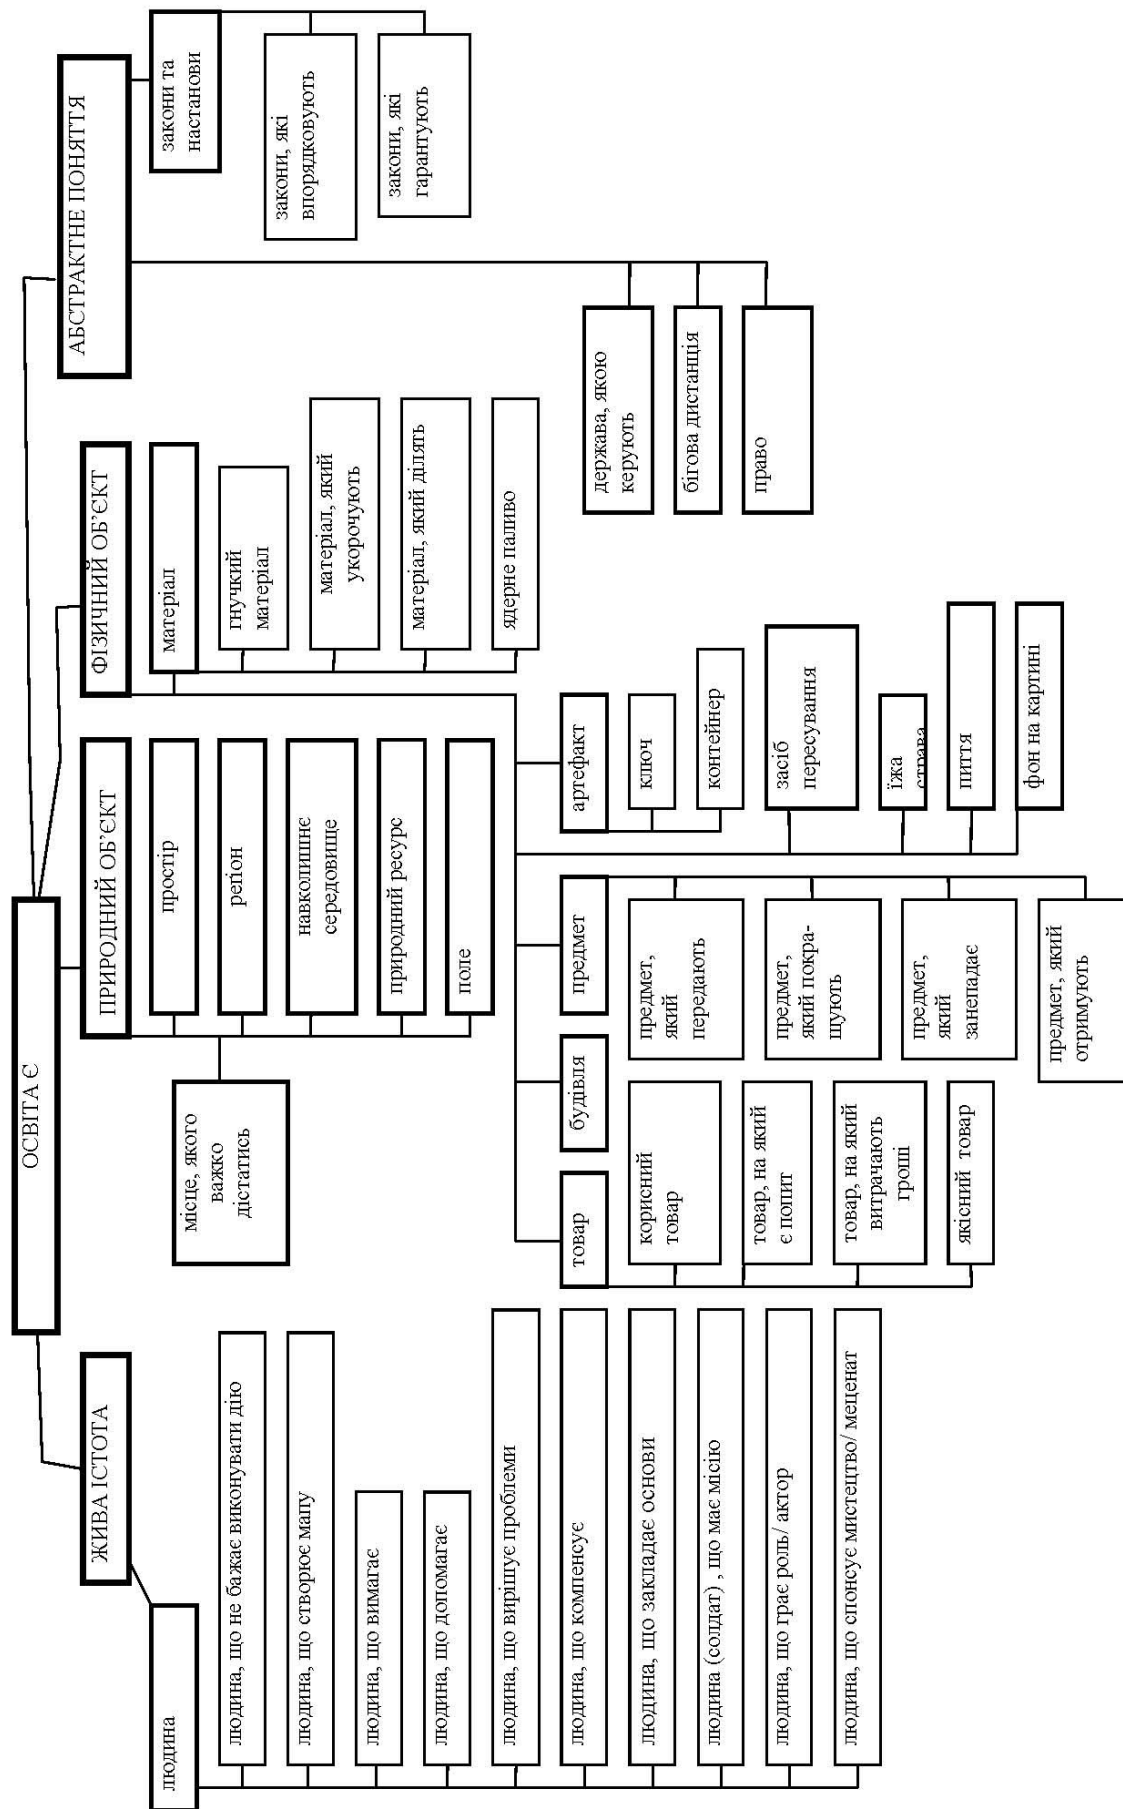 ОСВІТА Є
ЖИВА ІСТОТА
людина
людина, що не бажає виконувати дію
людина, що створює мапу
людина, що вимагає
людина, що допомагає
людина, що вирішує проблеми
людина, що компенсує
людина, що закладає основи
людина (солдат) , що має місію
людина, що грає роль/ актор
людина, що спонсує мистецтво/ меценат
ПРИРОДНИЙ ОБ’ЄКТ
простір
регіон
навколишнє
середовище
природний ресурс
поле
місце, якого
важко
дістатись
ФІЗИЧНИЙ ОБ’ЄКТ
матеріал
гнучкий
матеріал
матеріал, який
укорочують
матеріал, який ділять
ядерне паливо
товар
корисний
товар
товар, на який
є попит
товар, на який
витрачають
гроші
якісний товар
будівля
предмет
предмет,
який
передають
предмет,
який покра-
щують
предмет,
який
занепадає
предмет, який
отримують
артефакт
ключ
контейнер
засіб
пересування
їжа
страва
пиття
фон на картині
АБСТРАКТНЕ ПОНЯТТЯ
закони та
настанови
закони, які
впорядковують
закони, які
гарантують
держава, якою
керують
бігова дистанція
право